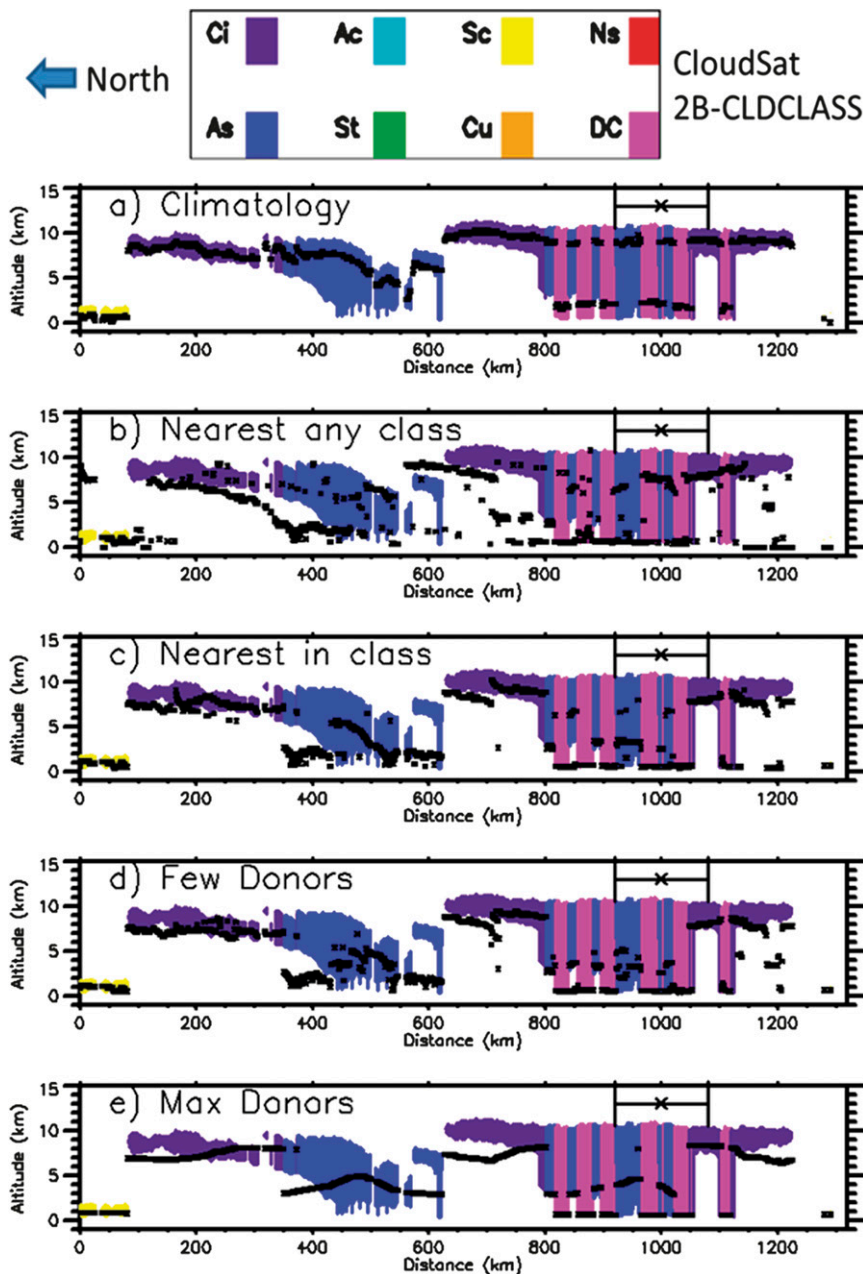 Ci Ac Sc Ns
North
CloudSat
2B-CLDCLASS
As St Cu DC
a) Climatology
Altitude (km)
15
10
5
0
0 200 400 600 800 1000 1200
Distance (km)
b) Nearest any class
Altitude (km)
15
10
5
0
0 200 400 600 800 1000 1200
Distance (km)
c) Nearest in class
Altitude (km)
15
10
5
0
0 200 400 600 800 1000 1200
Distance (km)
d) Few Donors
Altitude (km)
15
10
5
0
0 200 400 600 800 1000 1200
Distance (km)
e) Max Donors
Altitude (km)
15
10
5
0
0 200 400 600 800 1000 1200
Distance (km)